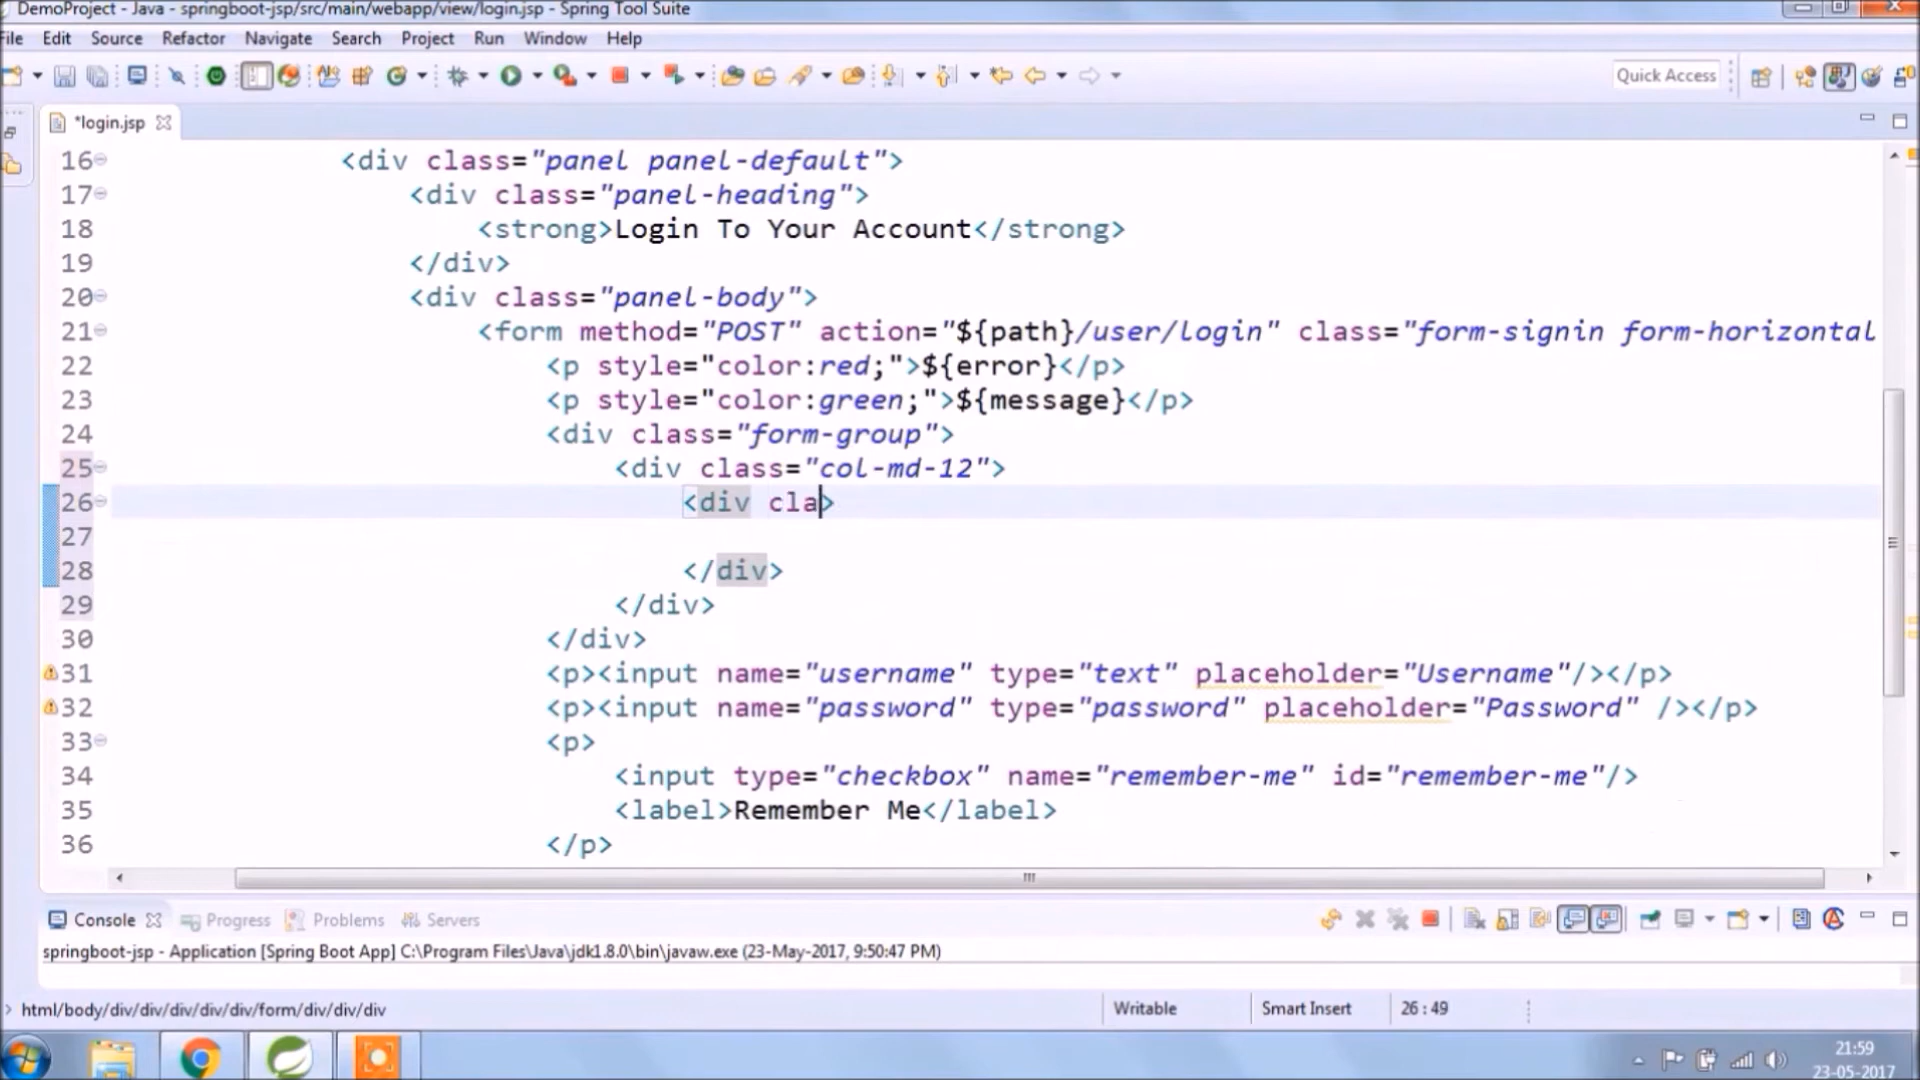 DemoProject - Java - springboot-jsp/src/main/webapp/view/login.jsp - Spring Tool Suite
File Edit Source Refactor Navigate Search Project Run Window Help
Quick Access
*login.jsp
16 <div class="panel panel-default">
17 <div class="panel-heading">
18 <strong>Login To Your Account</strong>
19 </div>
20 <div class="panel-body">
21 <form method="POST" action="${path}/user/login" class="form-signin form-horizontal
22 <p style="color:red;">${error}</p>
23 <p style="color:green;">${message}</p>
24 <div class="form-group">
25 <div class="col-md-12">
26 <div cla>
27
28 </div>
29 </div>
30 </div>
31 <p><input name="username" type="text" placeholder="Username"/></p>
32 <p><input name="password" type="password" placeholder="Password" /></p>
33 <p>
34 <input type="checkbox" name="remember-me" id="remember-me"/>
35 <label>Remember Me</label>
36 </p>
Console Progress Problems Servers
springboot-jsp - Application [Spring Boot App] C:\Program Files\Java\jdk1.8.0\bin\javaw.exe (23-May-2017, 9:50:47 PM)
html/body/div/div/div/div/div/form/div/div/div Writable Smart Insert 26 : 49
21:59
23-05-2017